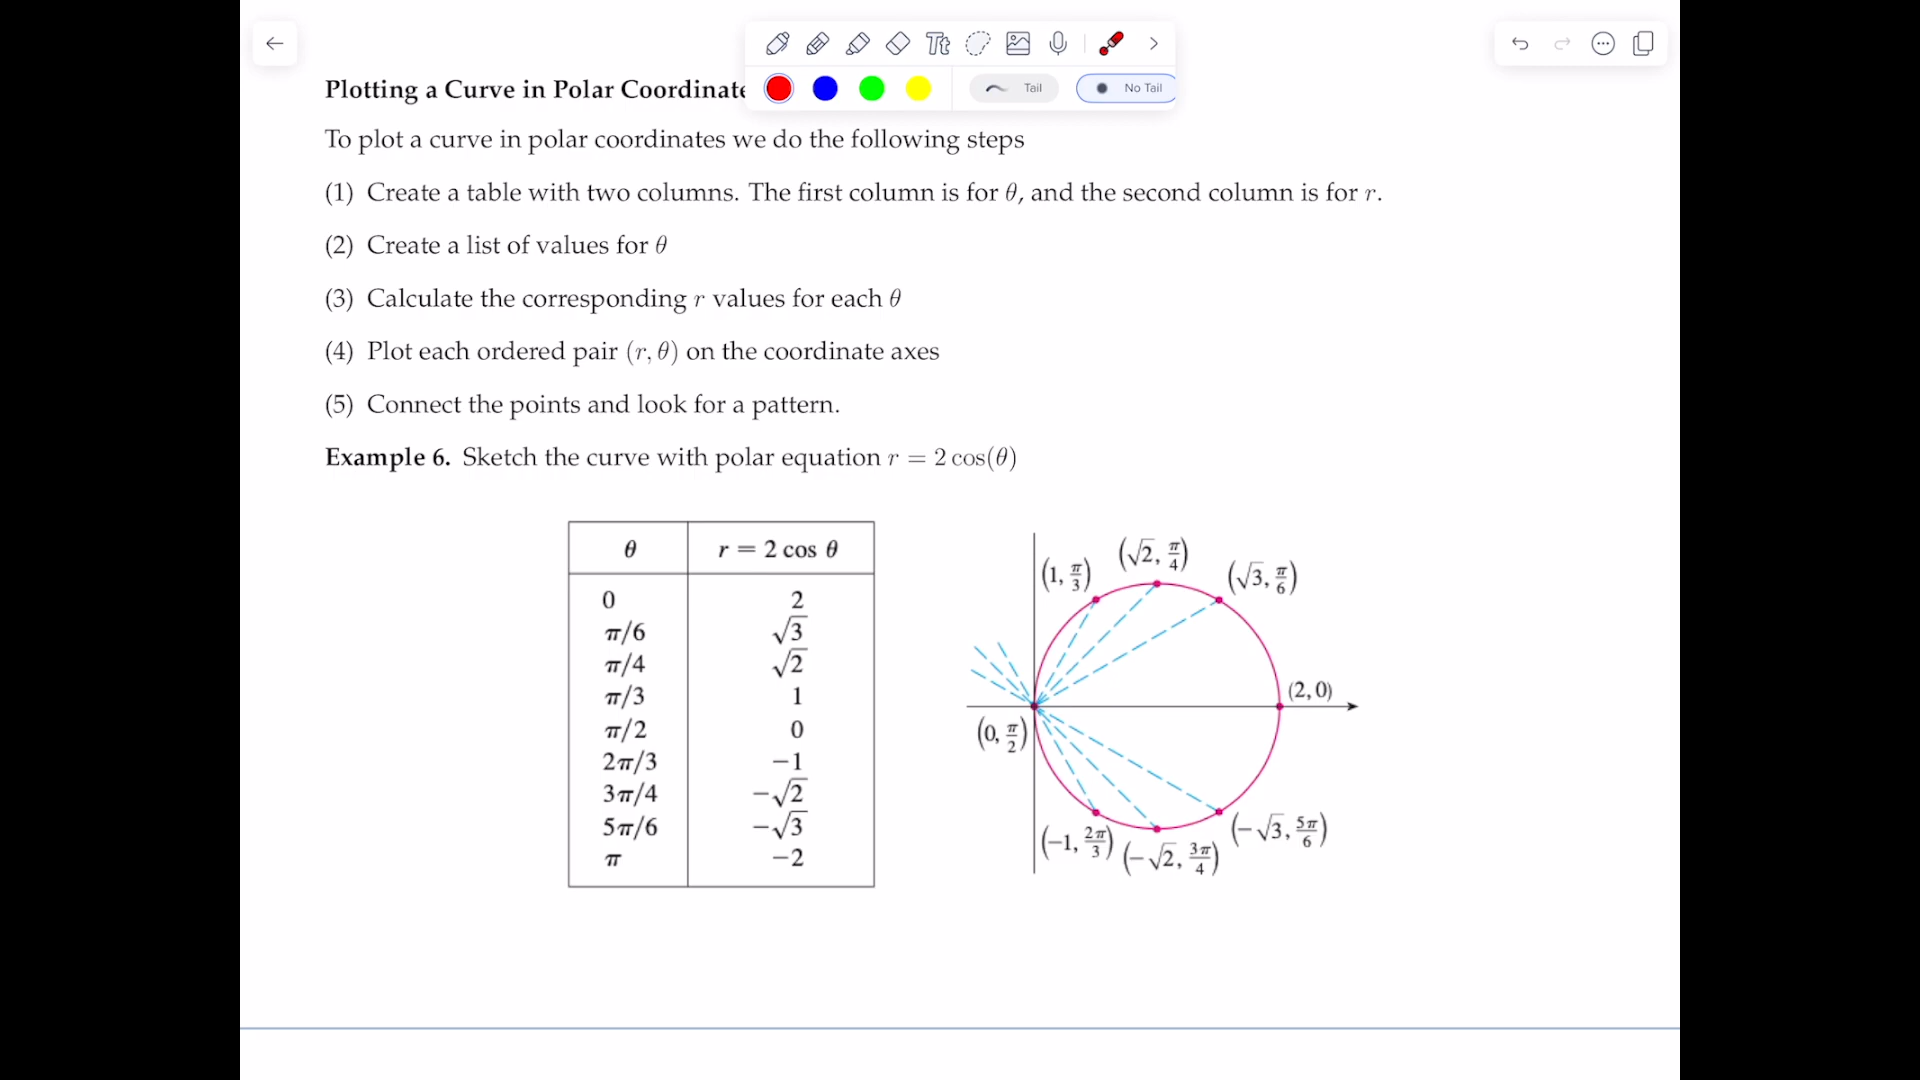 Tt
Tail
No Tail
Plotting a Curve in Polar Coordinate
To plot a curve in polar coordinates we do the following steps
(1) Create a table with two columns. The first column is for θ, and the second column is for r.
(2) Create a list of values for θ
(3) Calculate the corresponding r values for each θ
(4) Plot each ordered pair (r, θ) on the coordinate axes
(5) Connect the points and look for a pattern.
Example 6. Sketch the curve with polar equation r = 2 cos(θ)
θ r = 2 cos θ
0 2
π/6 √3
π/4 √2
π/3 1
π/2 0
2π/3 −1
3π/4 −√2
5π/6 −√3
π −2
(1, π/3)
(√2, π/4)
(√3, π/6)
(2, 0)
(0, π/2)
(−1, 2π/3)
(−√2, 3π/4)
(−√3, 5π/6)